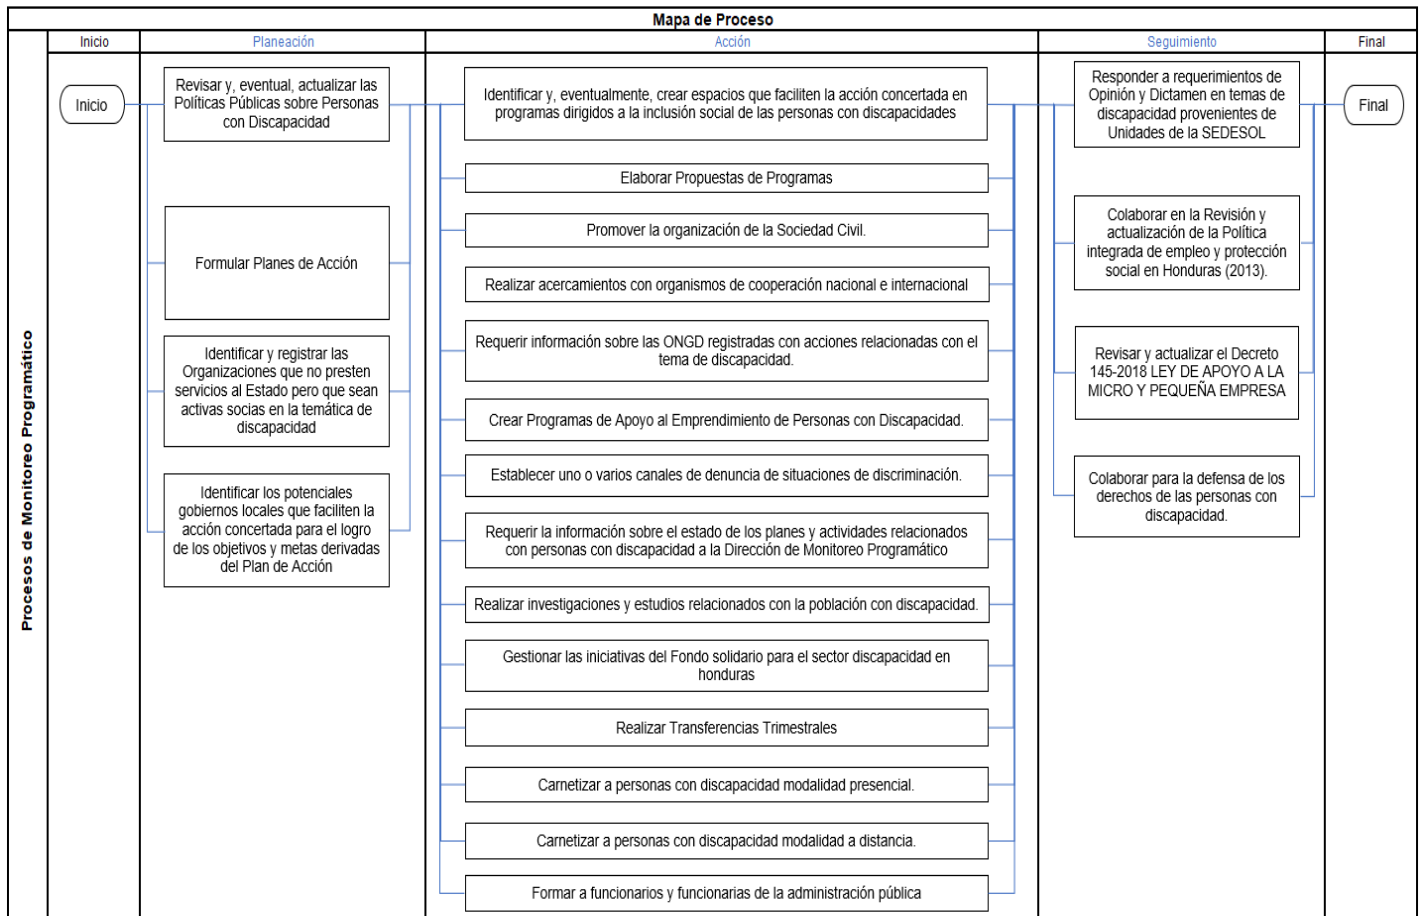 Mapa de Proceso
Inicio
Planeación
Acción
Seguimiento
Final
Procesos de Monitoreo Programático
Inicio
Revisar y, eventual, actualizar las
Políticas Públicas sobre Personas
con Discapacidad
Formular Planes de Acción
Identificar y registrar las
Organizaciones que no presten
servicios al Estado pero que sean
activas socias en la temática de
discapacidad
Identificar los potenciales
gobiernos locales que faciliten la
acción concertada para el logro
de los objetivos y metas derivadas
del Plan de Acción
Identificar y, eventualmente, crear espacios que faciliten la acción concertada en
programas dirigidos a la inclusión social de las personas con discapacidades
Elaborar Propuestas de Programas
Promover la organización de la Sociedad Civil.
Realizar acercamientos con organismos de cooperación nacional e internacional
Requerir información sobre las ONGD registradas con acciones relacionadas con el
tema de discapacidad.
Crear Programas de Apoyo al Emprendimiento de Personas con Discapacidad.
Establecer uno o varios canales de denuncia de situaciones de discriminación.
Requerir la información sobre el estado de los planes y actividades relacionados
con personas con discapacidad a la Dirección de Monitoreo Programático
Realizar investigaciones y estudios relacionados con la población con discapacidad.
Gestionar las iniciativas del Fondo solidario para el sector discapacidad en
honduras
Realizar Transferencias Trimestrales
Carnetizar a personas con discapacidad modalidad presencial.
Carnetizar a personas con discapacidad modalidad a distancia.
Formar a funcionarios y funcionarias de la administración pública
Responder a requerimientos de
Opinión y Dictamen en temas de
discapacidad provenientes de
Unidades de la SEDESOL
Colaborar en la Revisión y
actualización de la Política
integrada de empleo y protección
social en Honduras (2013).
Revisar y actualizar el Decreto
145-2018 LEY DE APOYO A LA
MICRO Y PEQUEÑA EMPRESA
Colaborar para la defensa de los
derechos de las personas con
discapacidad.
Final